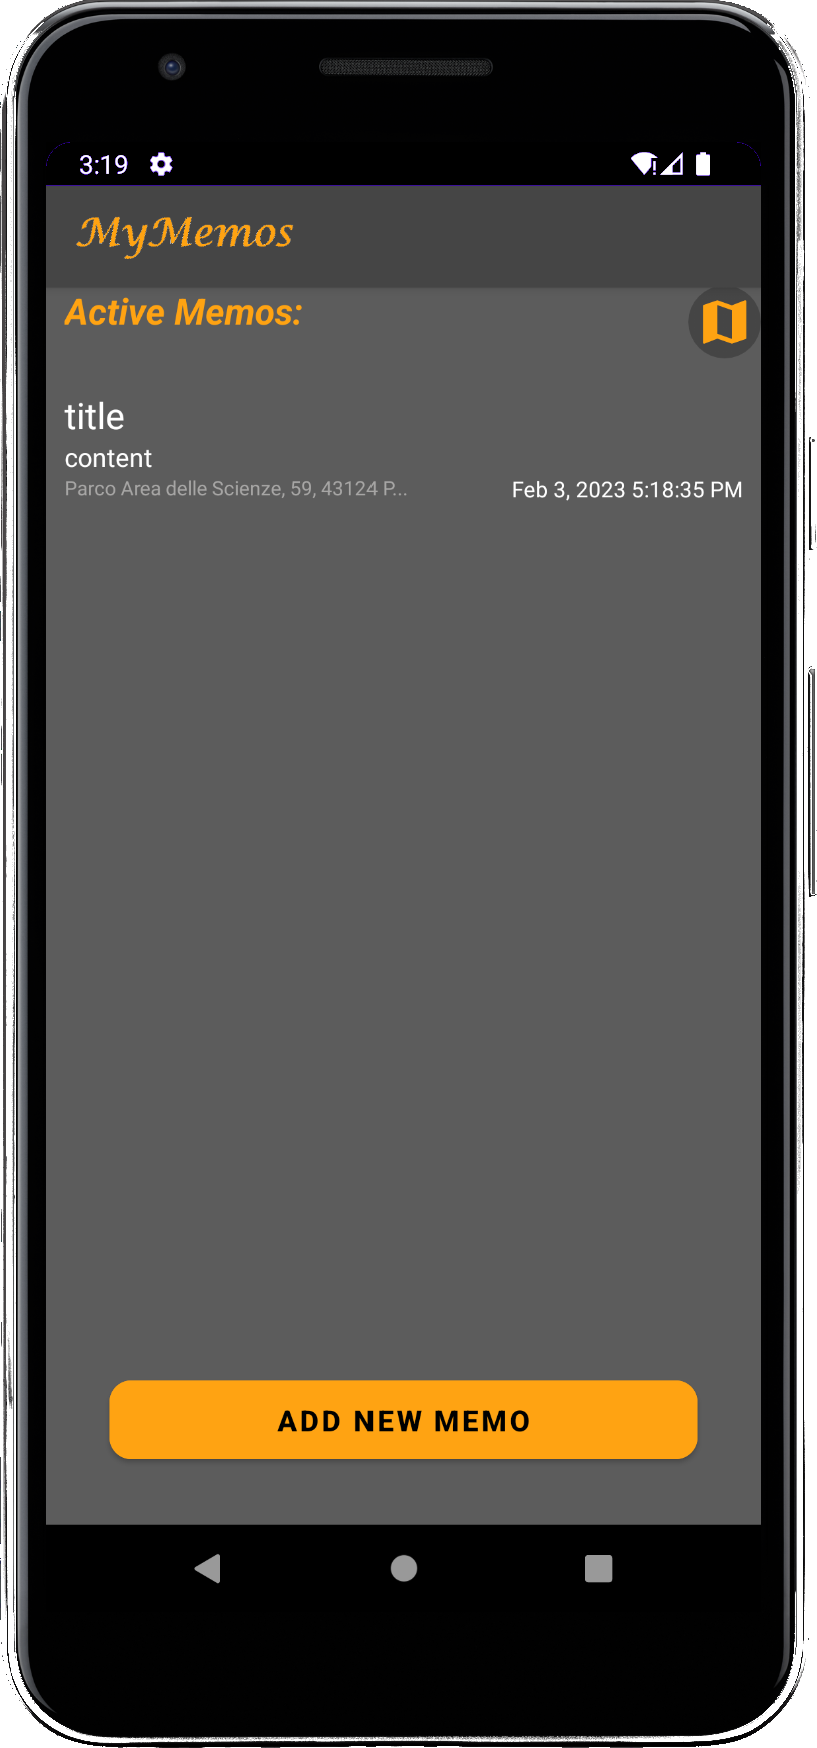 3:19
MyMemos
Active Memos:
title
content
Parco Area delle Scienze, 59, 43124 P... Feb 3, 2023 5:18:35 PM
ADD NEW MEMO